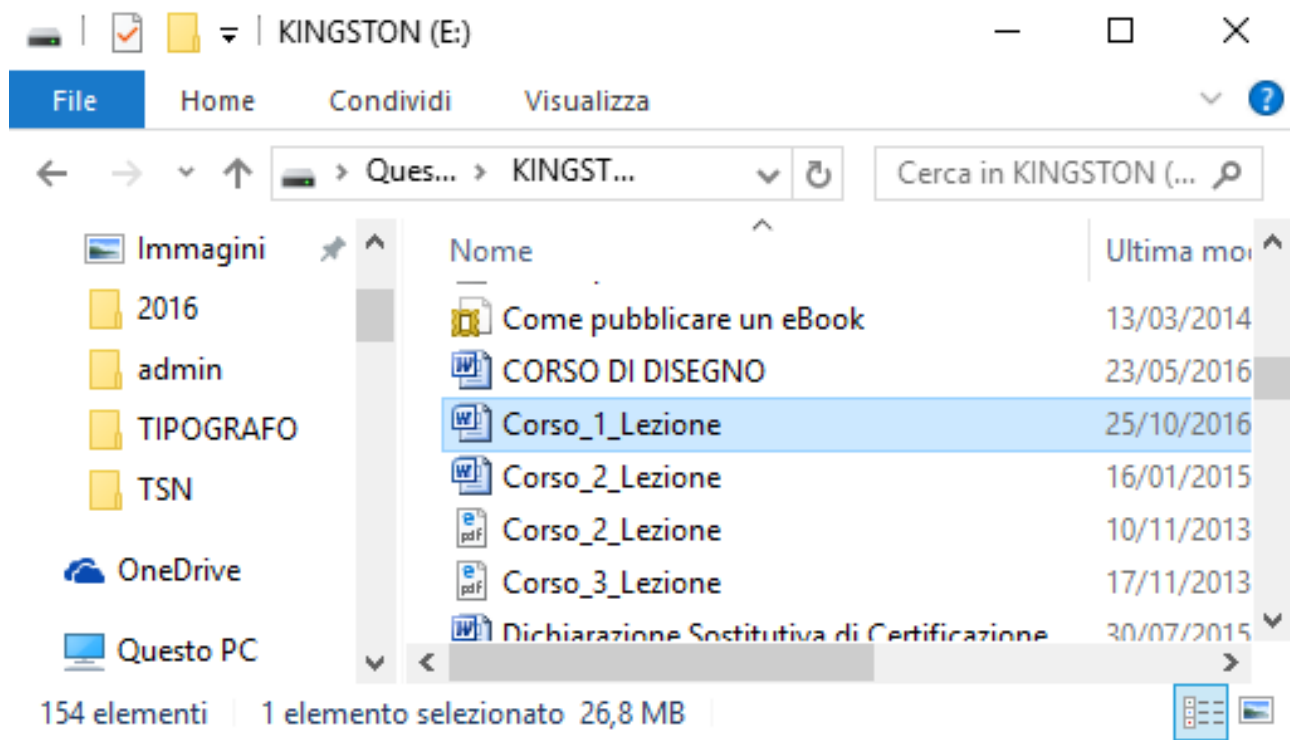 KINGSTON (E:)
File Home Condividi Visualizza
Ques... KINGST... Cerca in KINGSTON (...
Immagini
2016
admin
TIPOGRAFO
TSN
OneDrive
Questo PC
Nome Ultima mo
Come pubblicare un eBook 13/03/2014
CORSO DI DISEGNO 23/05/2016
Corso_1_Lezione 25/10/2016
Corso_2_Lezione 16/01/2015
Corso_2_Lezione 10/11/2013
Corso_3_Lezione 17/11/2013
Dichiarazione Sostitutiva di Certificazione 30/07/2015
154 elementi 1 elemento selezionato 26,8 MB